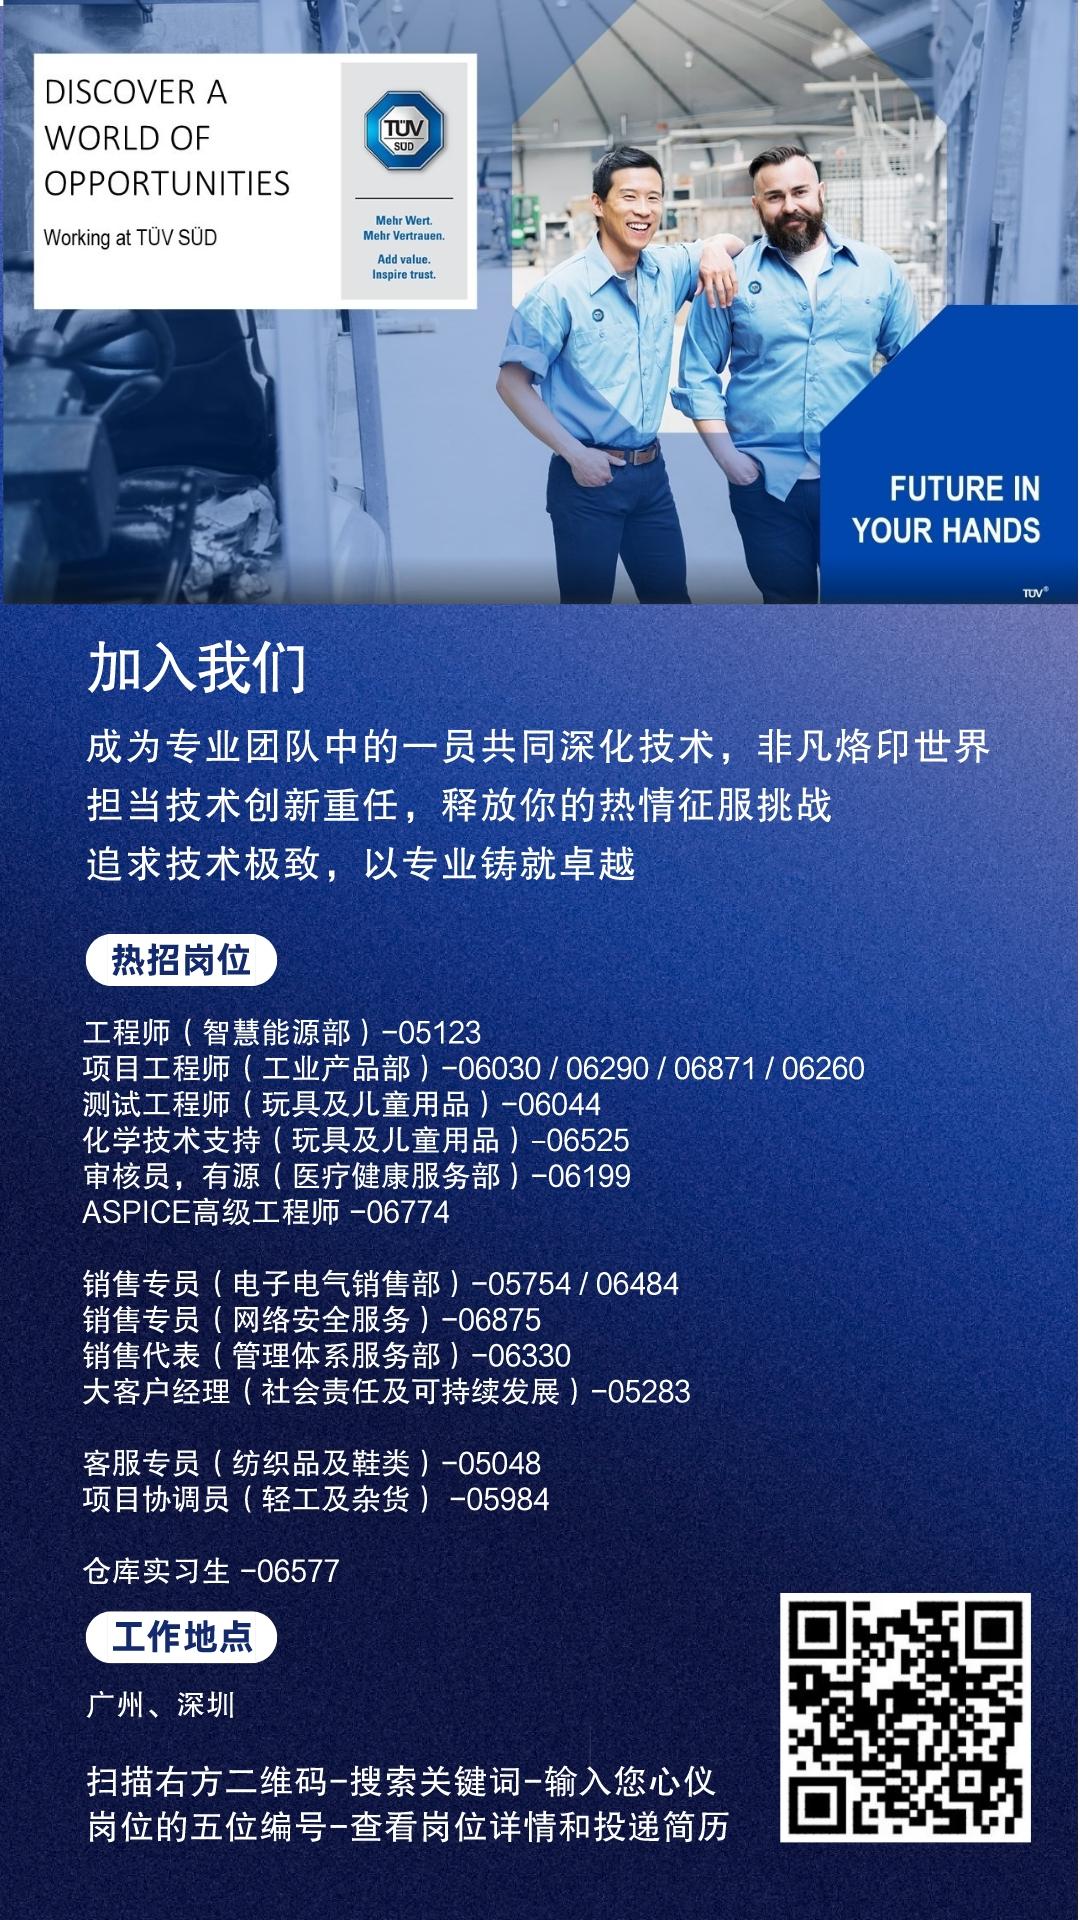 DISCOVER A
WORLD OF
OPPORTUNITIES
Working at TÜV SÜD
TÜV
SÜD
Mehr Wert.
Mehr Vertrauen.
Add value.
Inspire trust.
FUTURE IN
YOUR HANDS
TÜV®
加入我们
成为专业团队中的一员共同深化技术，非凡烙印世界
担当技术创新重任，释放你的热情征服挑战
追求技术极致，以专业铸就卓越
热招岗位
工程师（智慧能源部）-05123
项目工程师（工业产品部）-06030 / 06290 / 06871 / 06260
测试工程师（玩具及儿童用品）-06044
化学技术支持（玩具及儿童用品）-06525
审核员，有源（医疗健康服务部）-06199
ASPICE高级工程师 -06774
销售专员（电子电气销售部）-05754 / 06484
销售专员（网络安全服务）-06875
销售代表（管理体系服务部）-06330
大客户经理（社会责任及可持续发展）-05283
客服专员（纺织品及鞋类）-05048
项目协调员（轻工及杂货） -05984
仓库实习生 -06577
工作地点
广州、深圳
扫描右方二维码-搜索关键词-输入您心仪
岗位的五位编号-查看岗位详情和投递简历